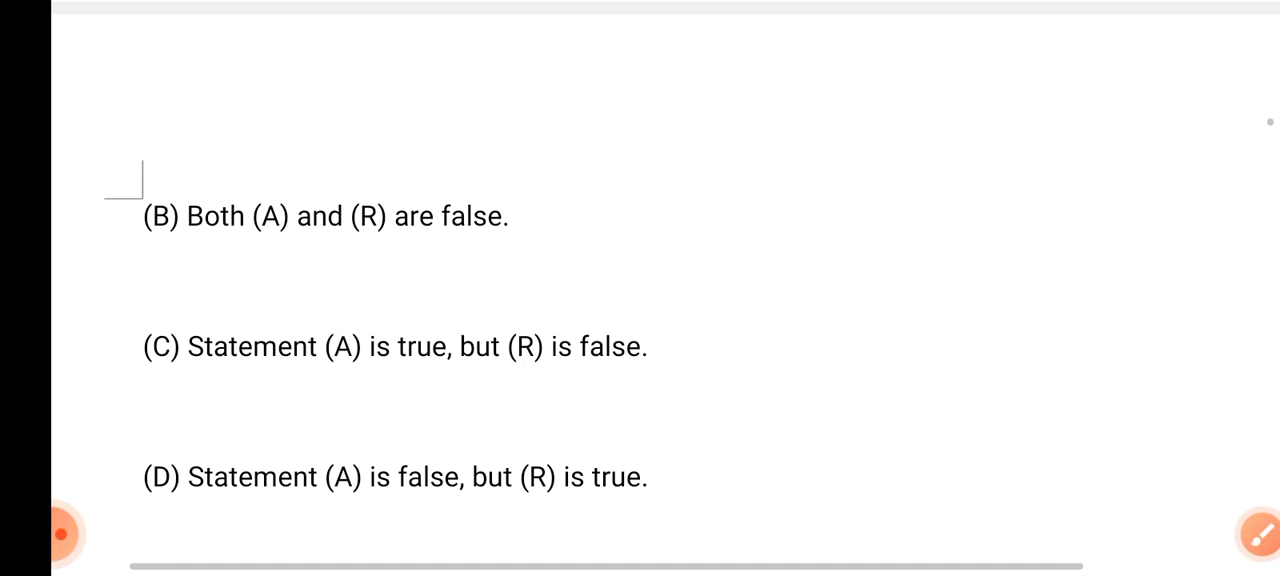 (B) Both (A) and (R) are false.
(C) Statement (A) is true, but (R) is false.
(D) Statement (A) is false, but (R) is true.